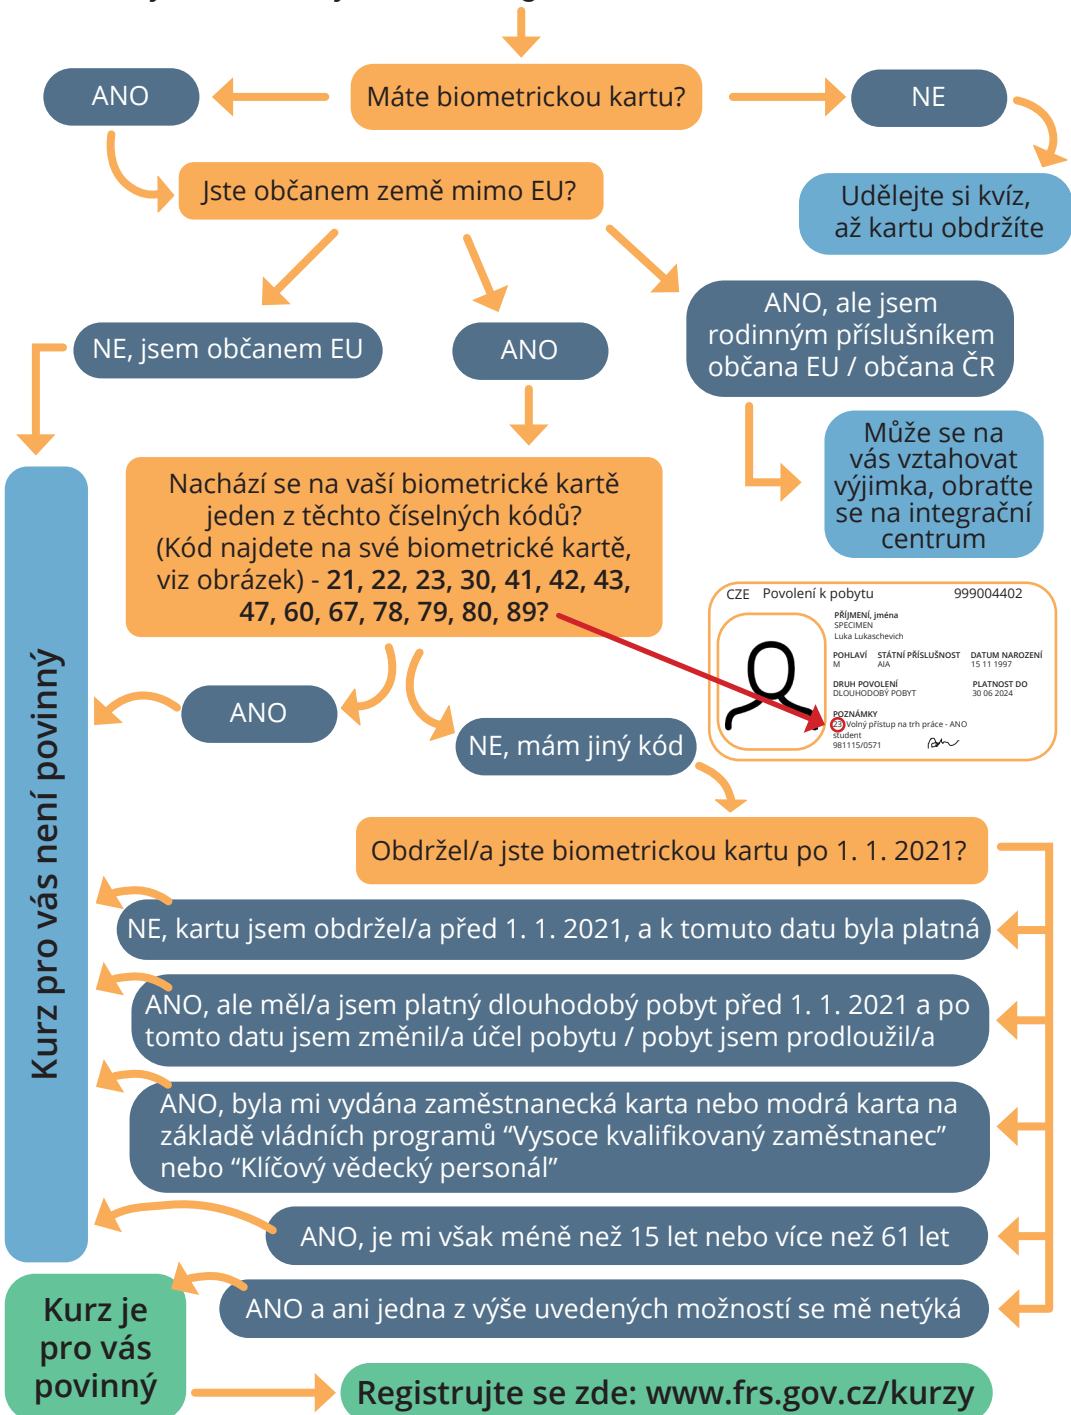 Máte biometrickou kartu?
ANO
NE
Udělejte si kvíz,
až kartu obdržíte
Jste občanem země mimo EU?
NE, jsem občanem EU
ANO
ANO, ale jsem
rodinným příslušníkem
občana EU / občana ČR
Může se na
vás vztahovat
výjimka, obraťte
se na integrační
centrum
Nachází se na vaší biometrické kartě
jeden z těchto číselných kódů?
(Kód najdete na své biometrické kartě,
viz obrázek) - 21, 22, 23, 30, 41, 42, 43,
47, 60, 67, 78, 79, 80, 89?
CZE Povolení k pobytu 999004402
PŘÍJMENÍ, jména
SPECIMEN
Luka Lukaschevich
POHLAVÍ STÁTNÍ PŘÍSLUŠNOST DATUM NAROZENÍ
M AIA 15 11 1997
DRUH POVOLENÍ PLATNOST DO
DLOUHODOBÝ POBYT 30 06 2024
POZNÁMKY
23 Volný přístup na trh práce - ANO
student
981115/0571
ANO
NE, mám jiný kód
Obdržel/a jste biometrickou kartu po 1. 1. 2021?
NE, kartu jsem obdržel/a před 1. 1. 2021, a k tomuto datu byla platná
ANO, ale měl/a jsem platný dlouhodobý pobyt před 1. 1. 2021 a po
tomto datu jsem změnil/a účel pobytu / pobyt jsem prodloužil/a
ANO, byla mi vydána zaměstnanecká karta nebo modrá karta na
základě vládních programů “Vysoce kvalifikovaný zaměstnanec”
nebo “Klíčový vědecký personál”
ANO, je mi však méně než 15 let nebo více než 61 let
ANO a ani jedna z výše uvedených možností se mě netýká
Kurz pro vás není povinný
Kurz je
pro vás
povinný
Registrujte se zde: www.frs.gov.cz/kurzy